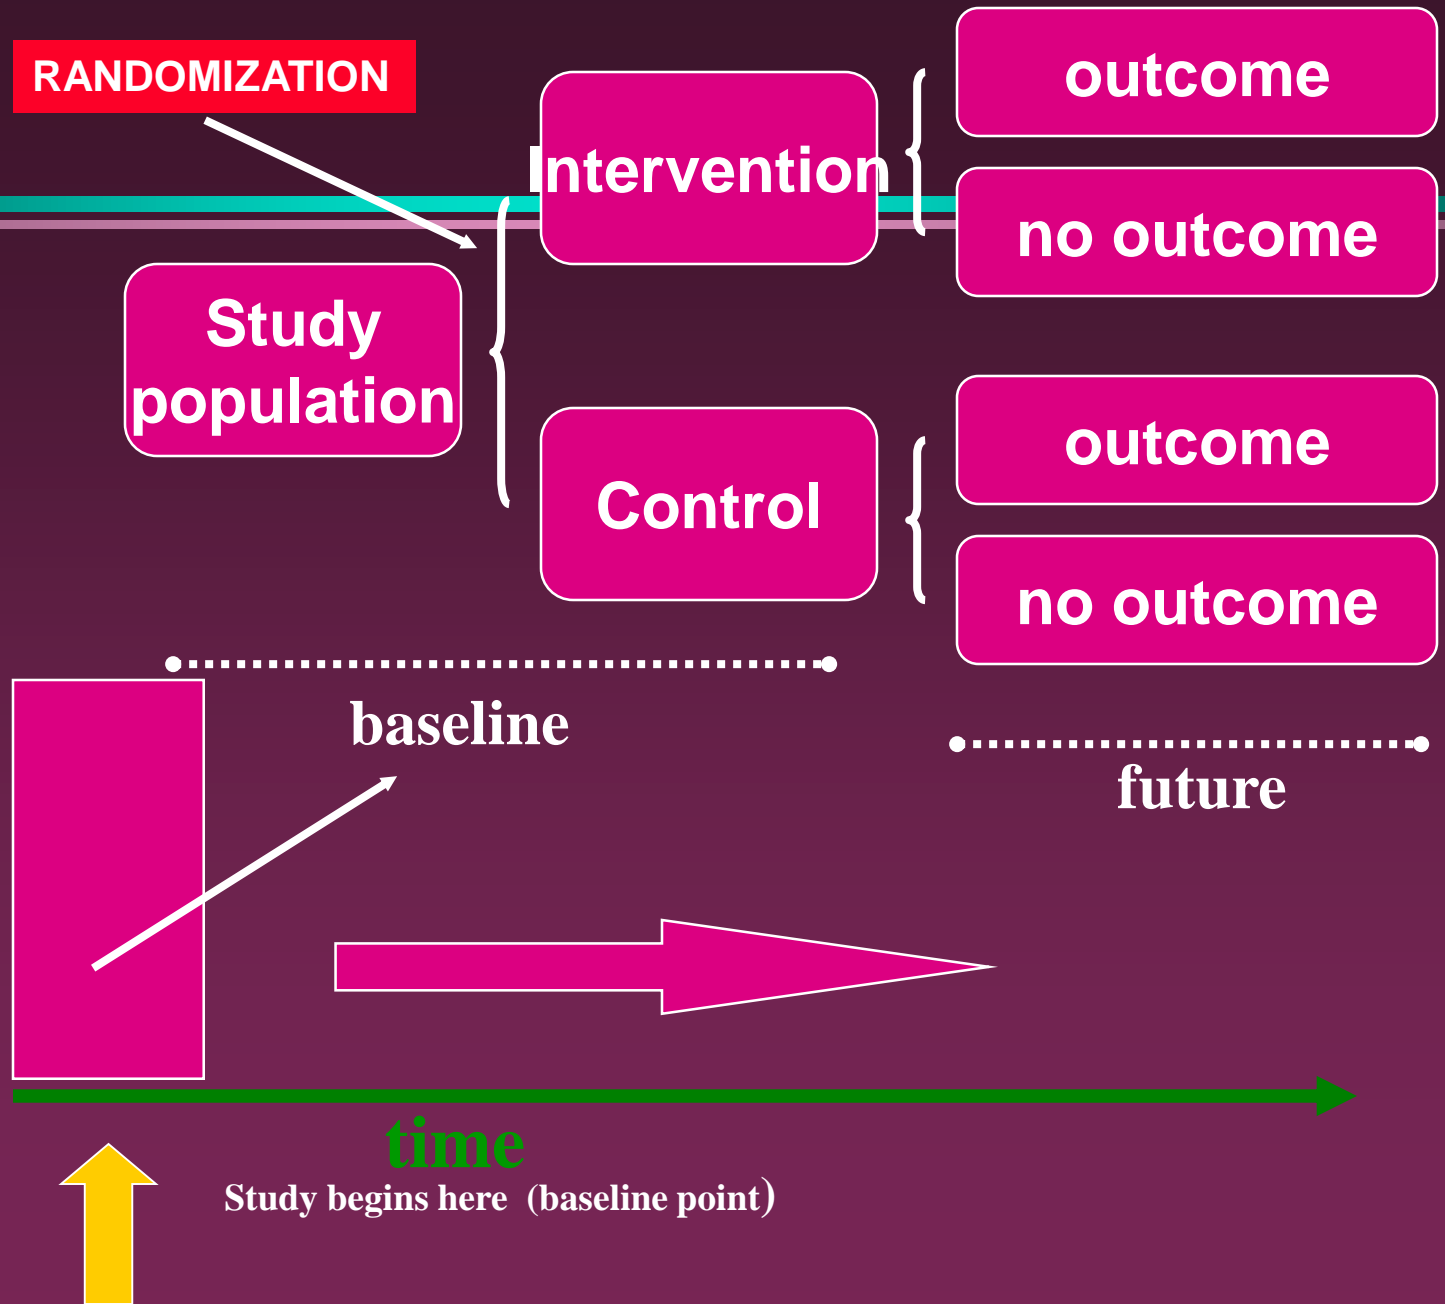 RANDOMIZATION
outcome
Intervention
no outcome
Study
population
outcome
Control
no outcome
baseline
future
time
Study begins here  (baseline point)